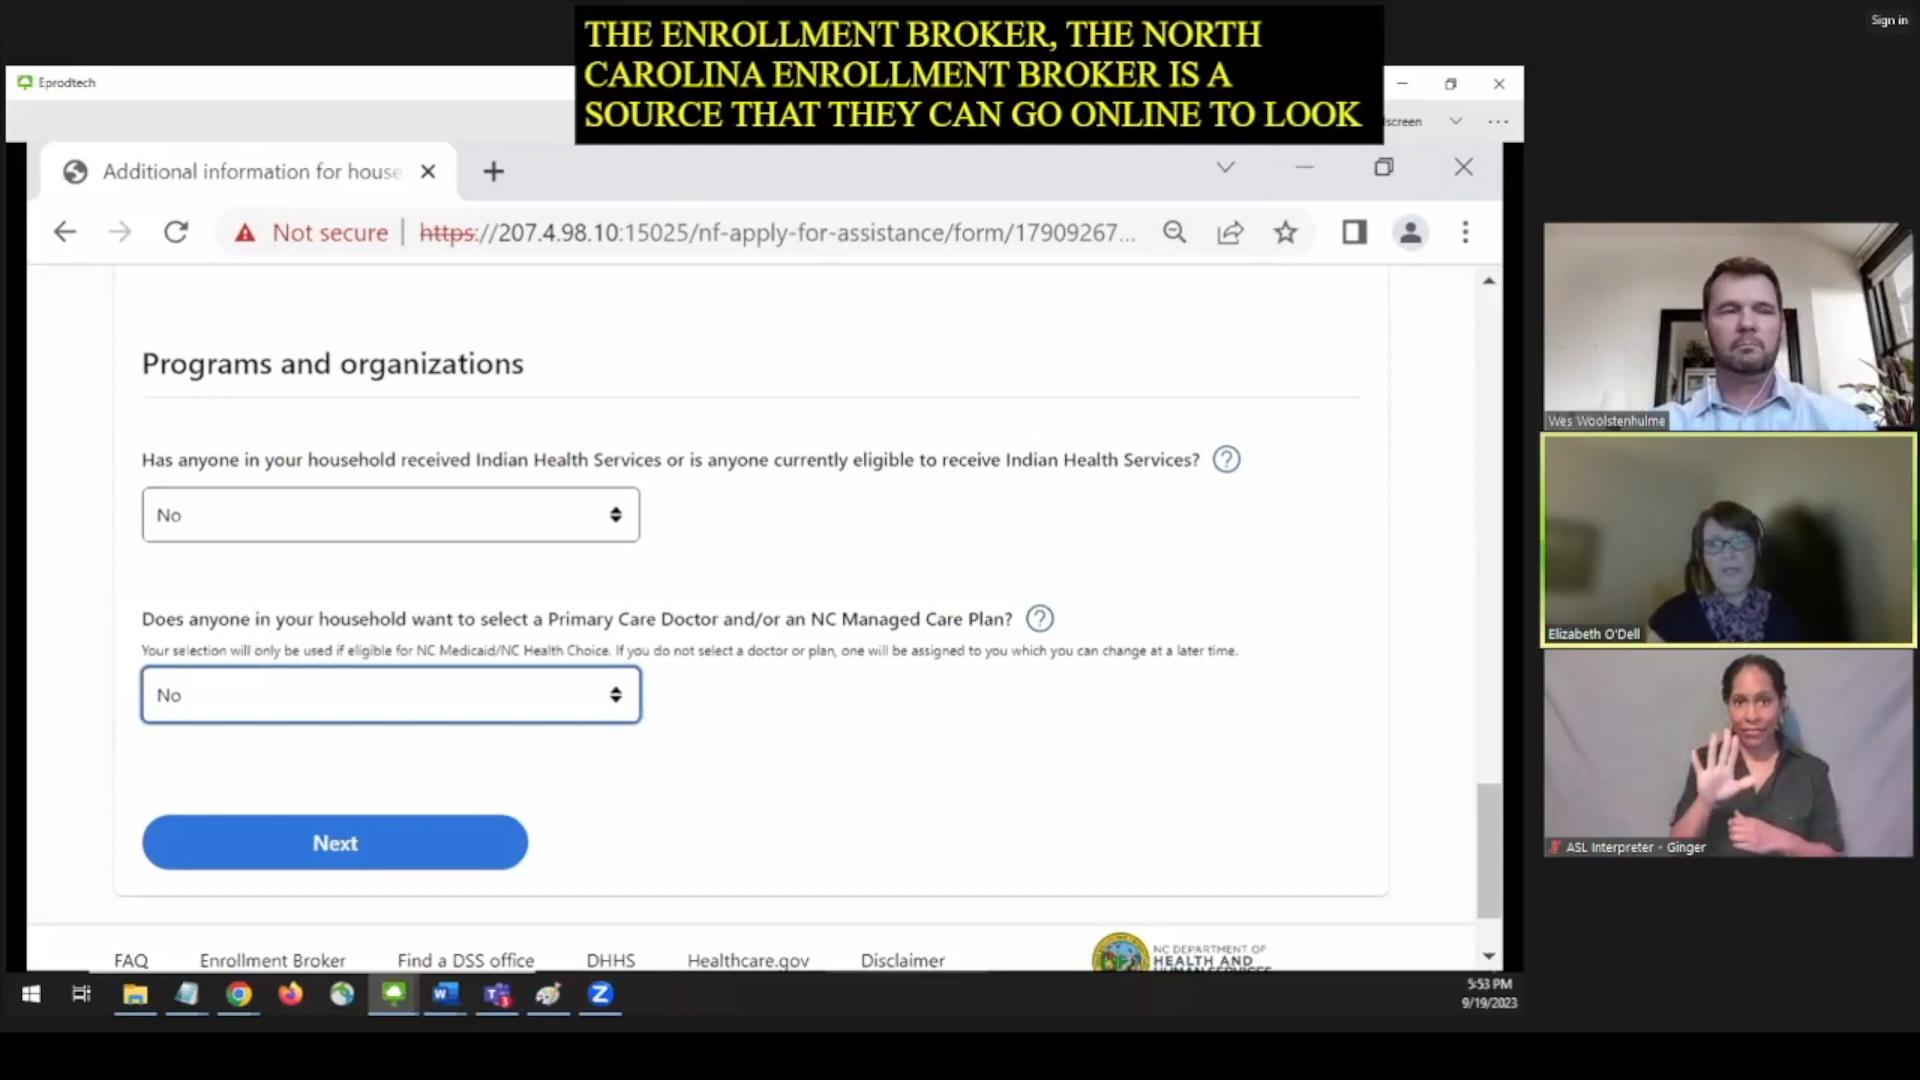 THE ENROLLMENT BROKER, THE NORTH
CAROLINA ENROLLMENT BROKER IS A
SOURCE THAT THEY CAN GO ONLINE TO LOOK
Sign in
Eprodtech
Additional information for house
Not secure | https://207.4.98.10:15025/nf-apply-for-assistance/form/17909267...
Programs and organizations
Has anyone in your household received Indian Health Services or is anyone currently eligible to receive Indian Health Services?
No
Does anyone in your household want to select a Primary Care Doctor and/or an NC Managed Care Plan?
Your selection will only be used if eligible for NC Medicaid/NC Health Choice. If you do not select a doctor or plan, one will be assigned to you which you can change at a later time.
No
Next
FAQ Enrollment Broker Find a DSS office DHHS Healthcare.gov Disclaimer
NC DEPARTMENT OF
HEALTH AND
HUMAN SERVICES
5:53 PM
9/19/2023
Wes Woolstenhulme
Elizabeth O'Dell
ASL Interpreter - Ginger